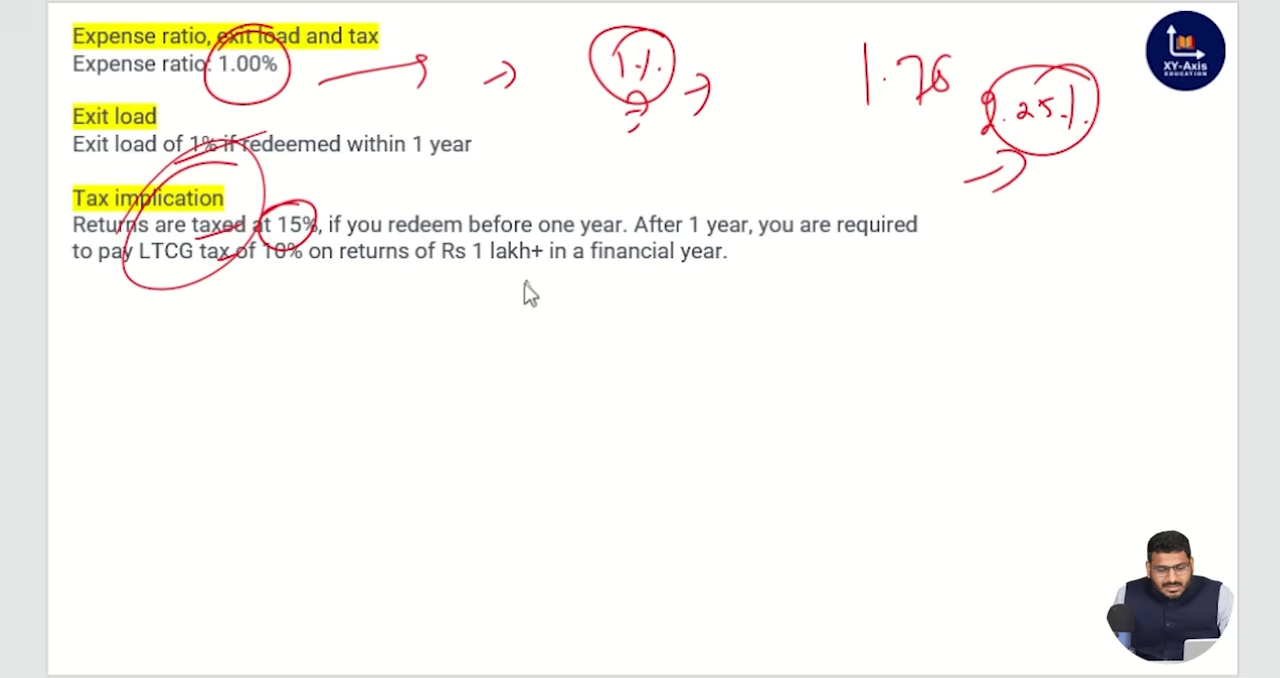 Expense ratio, exit load and tax
Expense ratio: 1.00%
1%
1.75
2.25%
XY-Axis
EDUCATION
Exit load
Exit load of 1% if redeemed within 1 year
Tax implication
Returns are taxed at 15%, if you redeem before one year. After 1 year, you are required
to pay LTCG tax of 10% on returns of Rs 1 lakh+ in a financial year.